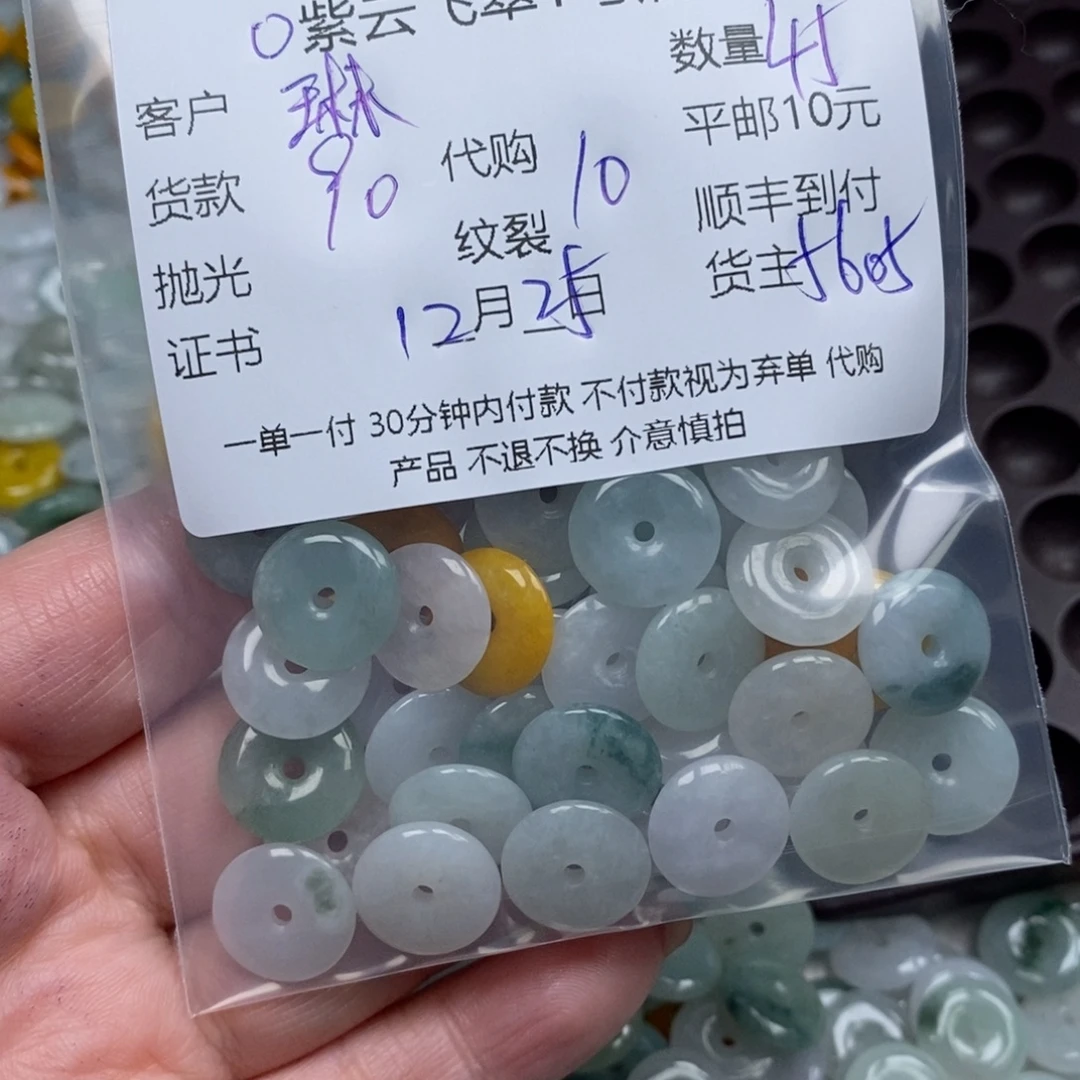 紫云
数量 45
客户 琳
平邮10元
货款 90 代购 10
顺丰到付
抛光 纹裂
货主 5605
证书 12月25日
一单一付 30分钟内付款 不付款视为弃单 代购
产品 不退不换 介意慎拍